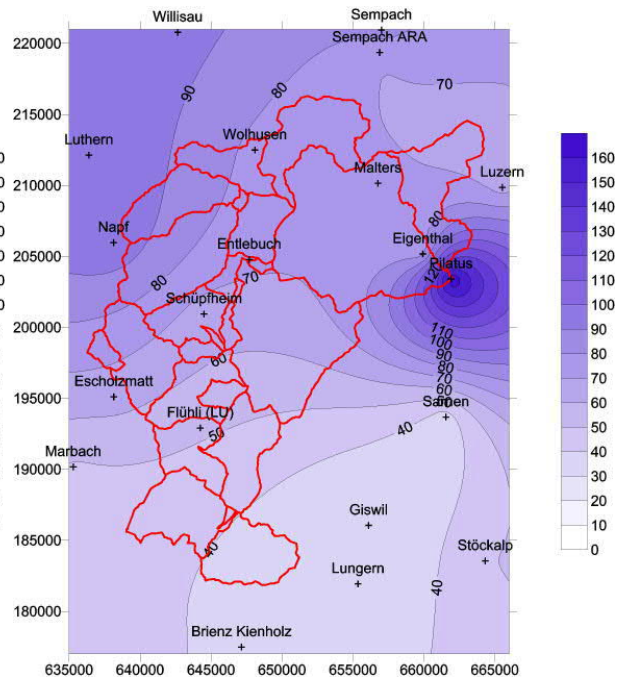 Willisau
Sempach
220000
Sempach ARA
90
80
70
215000
Luthern
Wolhusen
Malters
Luzern
210000
80
Napf
Entlebuch
Eigenthal
205000
80
70
120
Pilatus
Schüpfheim
200000
110
100
90
80
70
60
60
50
Escholzmatt
195000
Flühli (LU)
50
Sarnen
40
Marbach
190000
Giswil
185000
40
Stöckalp
Lungern
40
180000
Brienz Kienholz
635000 640000 645000 650000 655000 660000 665000
160
150
140
130
120
110
100
90
80
70
60
50
40
30
20
10
0